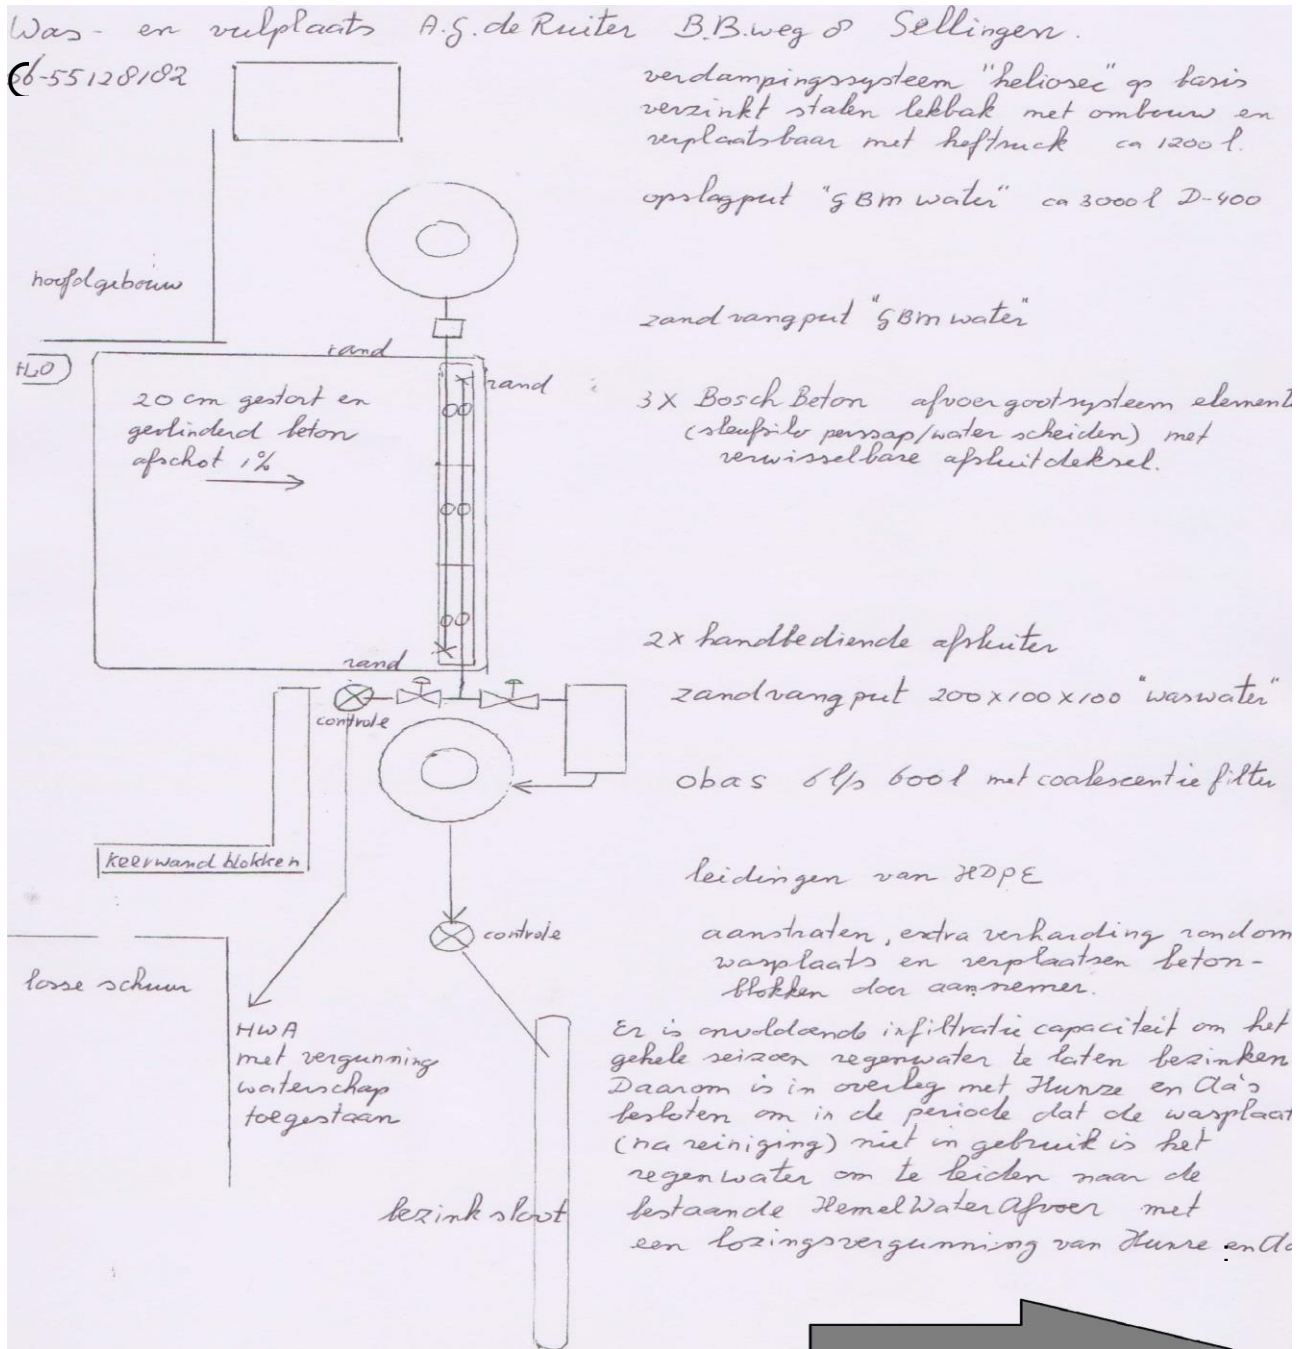 Was- en vulplaats A.G. de Ruiter B.B.weg 8 Sellingen.
06-55128182
verdampingssysteem "heliosec" op basis
verzinkt stalen lekbak met ombouw en
verplaatsbaar met heftruck ca 1200 l.
opslagput "GBM water" ca 3000 l D-400
hoofdgebouw
zandvangput "GBM water"
H2O
rand
rand
20 cm gestort en
gevlinderd beton
afschot 1%
3x Bosch Beton afvoergootsysteem element
(sleufsilo perssap/water scheiden) met
verwisselbare afsluitdeksel.
2x handbediende afsluiter
rand
zandvangput 200x100x100 "waswater"
controle
obas 6 l/s 600 l met coalescentie filter
keerwand blokken
leidingen van HDPE
controle
aanstraten, extra verharding rondom
wasplaats en verplaatsen beton-
blokken door aannemer.
losse schuur
HWA
met vergunning
waterschap
toegestaan
Er is onvoldoende infiltratie capaciteit om het
gehele seizoen regenwater te laten bezinken
Daarom is in overleg met Hunze en Aa's
besloten om in de periode dat de wasplaat
(na reiniging) niet in gebruik is het
regenwater om te leiden naar de
bestaande HemelWaterAfvoer met
een lozingsvergunning van Hunze en Aa
bezinksloot